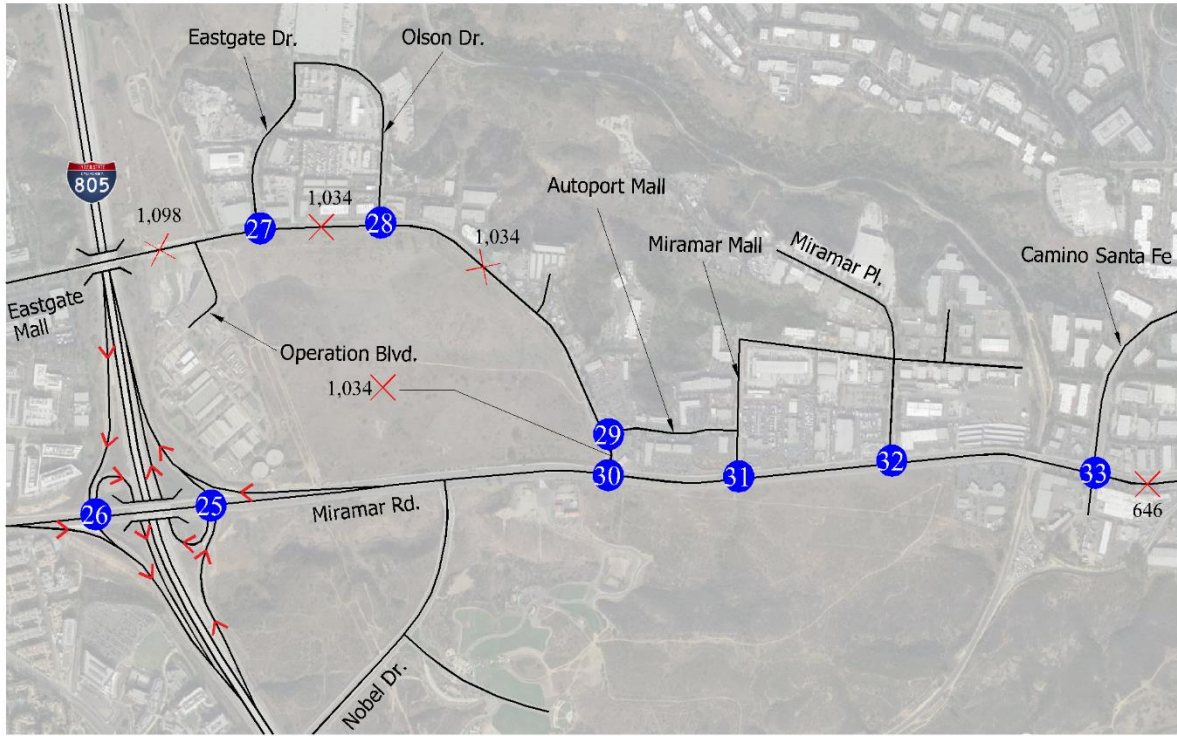 Eastgate Dr.
Olson Dr.
INTERSTATE
CALIFORNIA
805
1,098
1,034
27
28
1,034
Autoport Mall
Miramar Mall
Miramar Pl.
Camino Santa Fe
Eastgate
Mall
Operation Blvd.
1,034
29
30
31
32
33
646
26
25
Miramar Rd.
Nobel Dr.